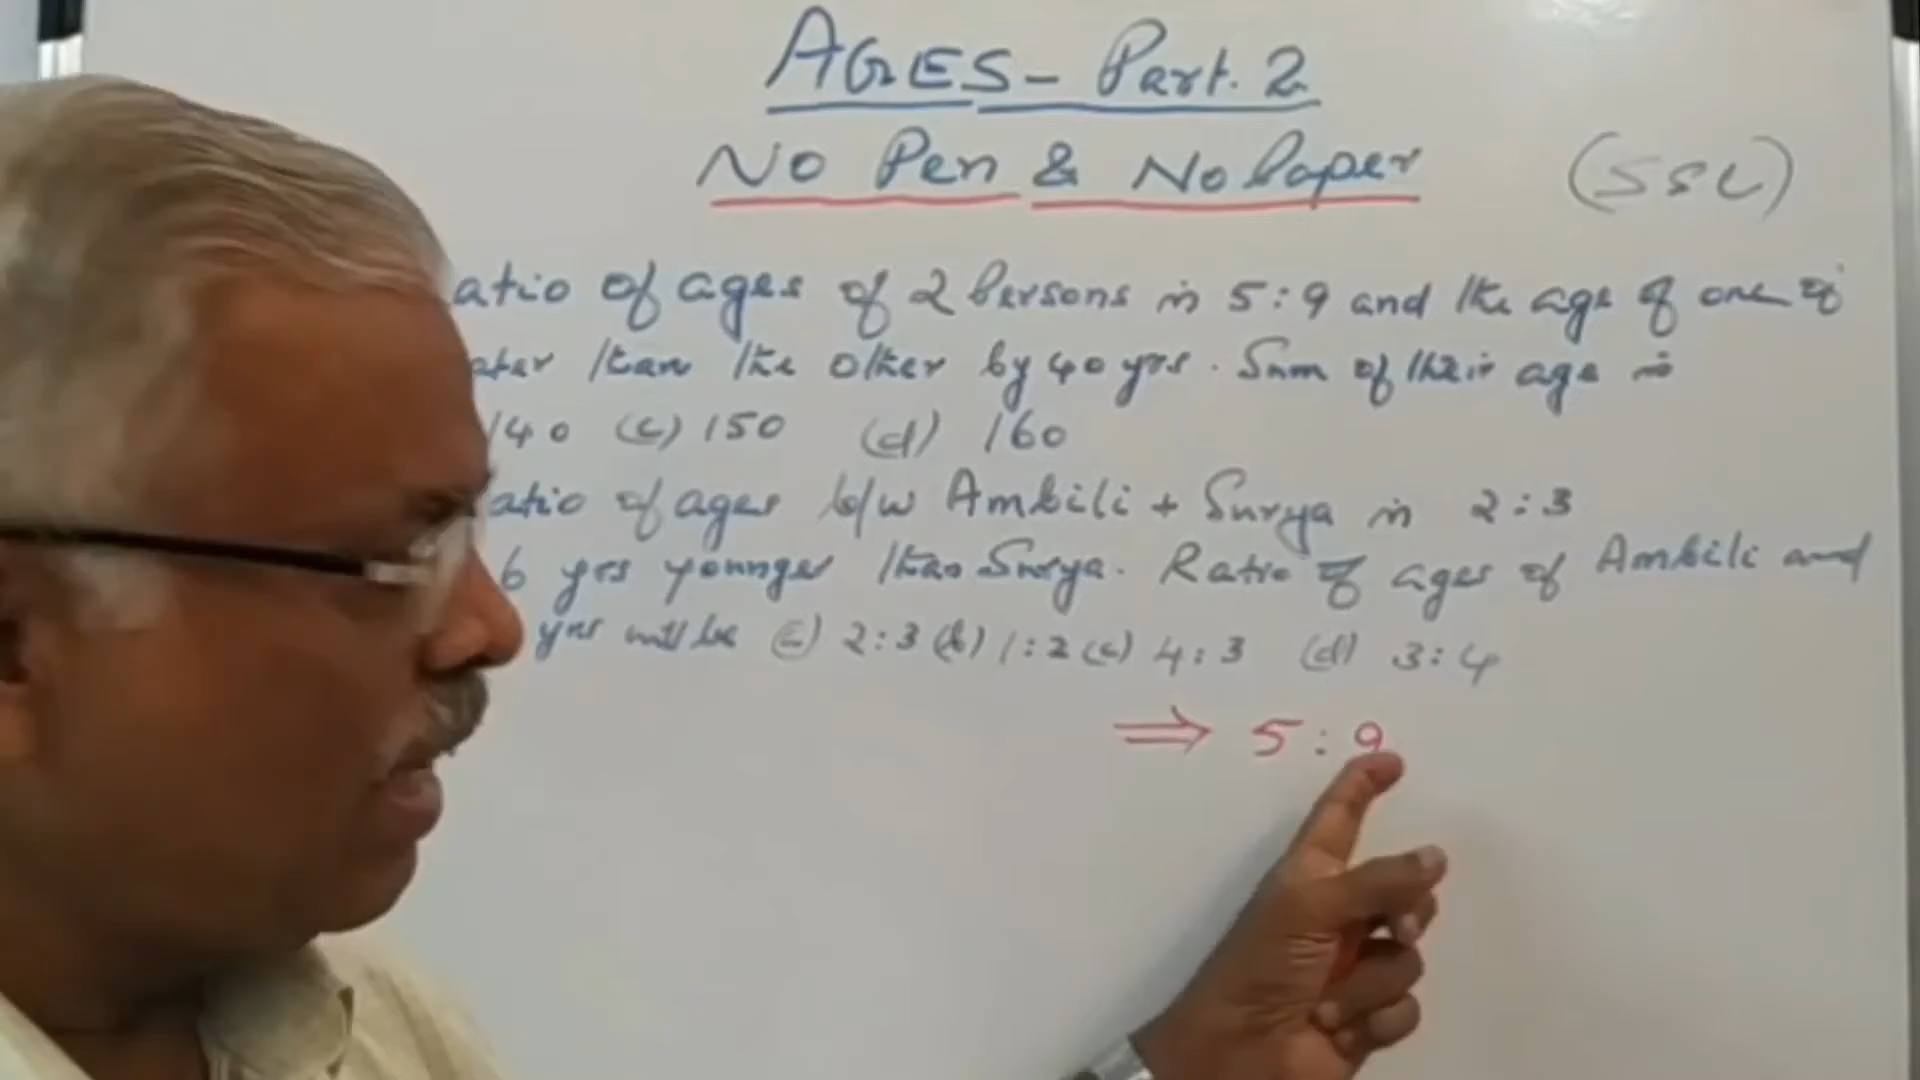 AGES - Part. 2
No Pen & No Paper
(SSC)
atio of ages of 2 Persons is 5:9 and the age of one is
ater than the other by 40 yrs. Sum of their age is
140 (c) 150 (d) 160
atio of ages b/w Ambili + Surya is 2:3
6 yrs younger than Surya. Ratio of ages of Ambili and
yrs will be (a) 2:3 (b) 1:2 (c) 4:3 (d) 3:4
⇒ 5:9